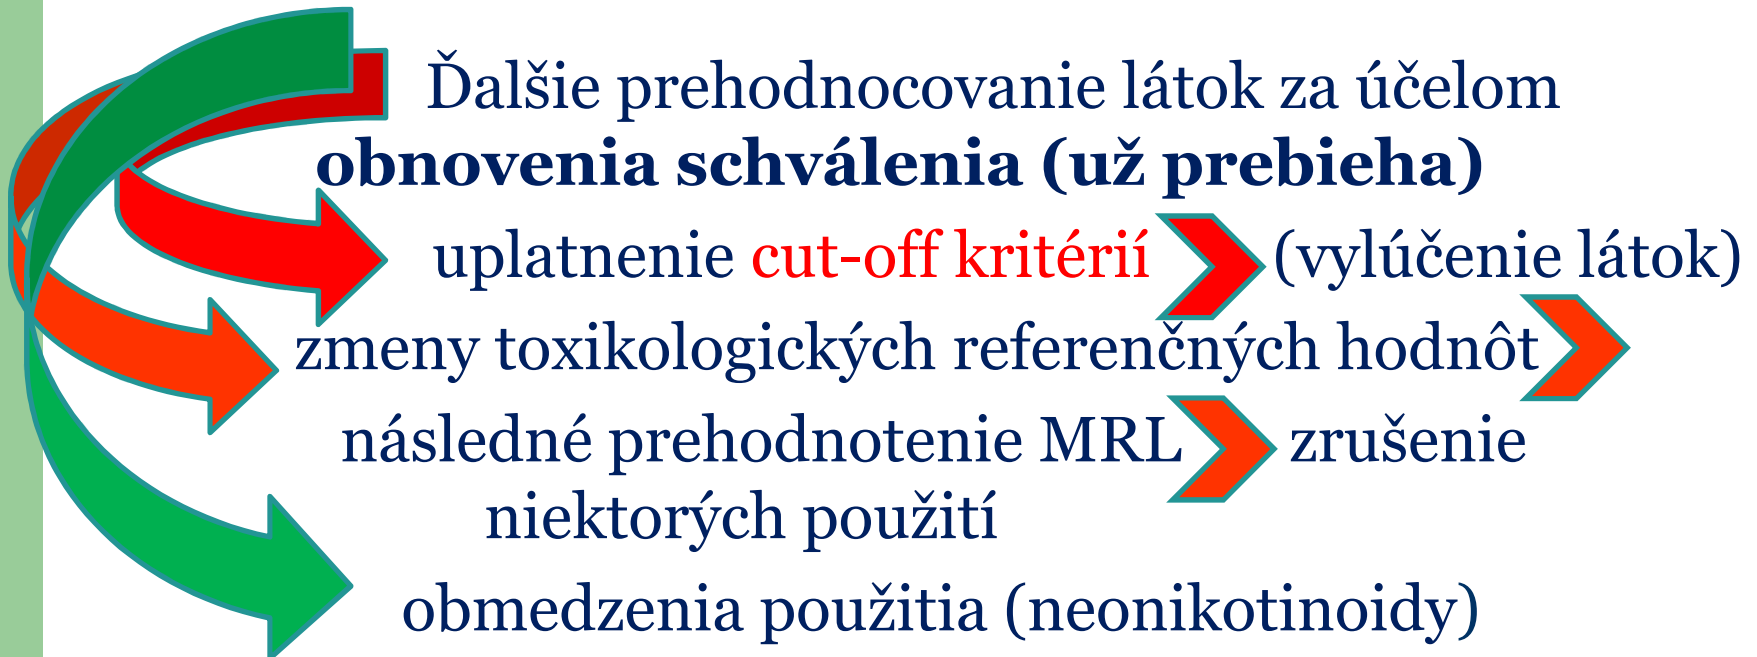 Ďalšie prehodnocovanie látok za účelom
obnovenia schválenia (už prebieha)
uplatnenie cut-off kritérií (vylúčenie látok)
zmeny toxikologických referenčných hodnôt
následné prehodnotenie MRL zrušenie
niektorých použití
obmedzenia použitia (neonikotinoidy)